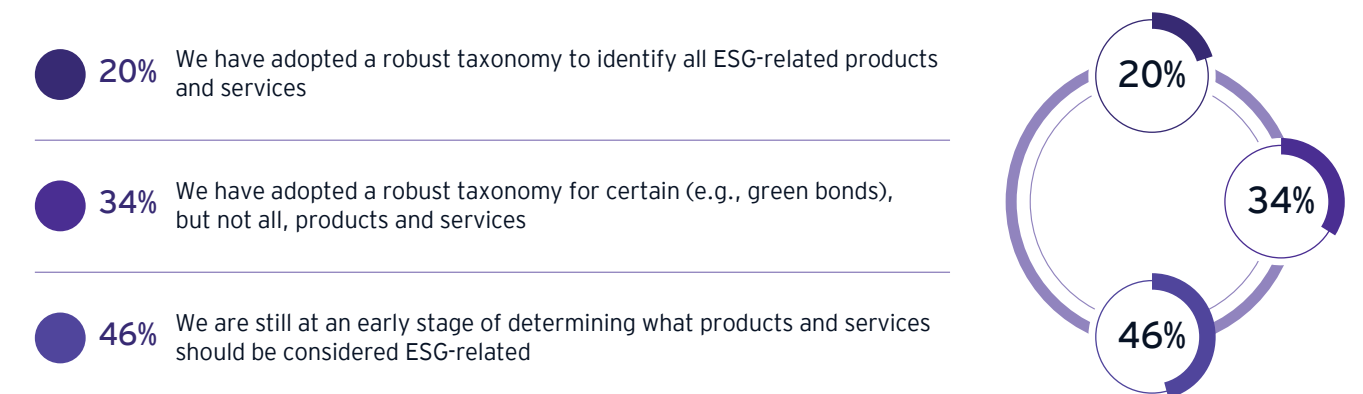 20%
We have adopted a robust taxonomy to identify all ESG-related products
and services
34%
We have adopted a robust taxonomy for certain (e.g., green bonds),
but not all, products and services
46%
We are still at an early stage of determining what products and services
should be considered ESG-related
20%
34%
46%